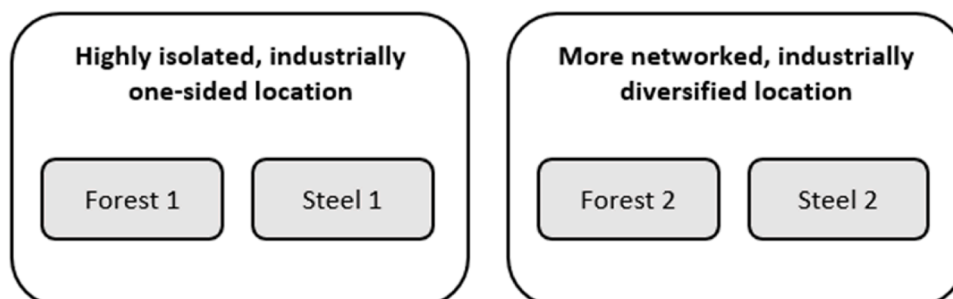 Highly isolated, industrially
one-sided location
Forest 1
Steel 1
More networked, industrially
diversified location
Forest 2
Steel 2